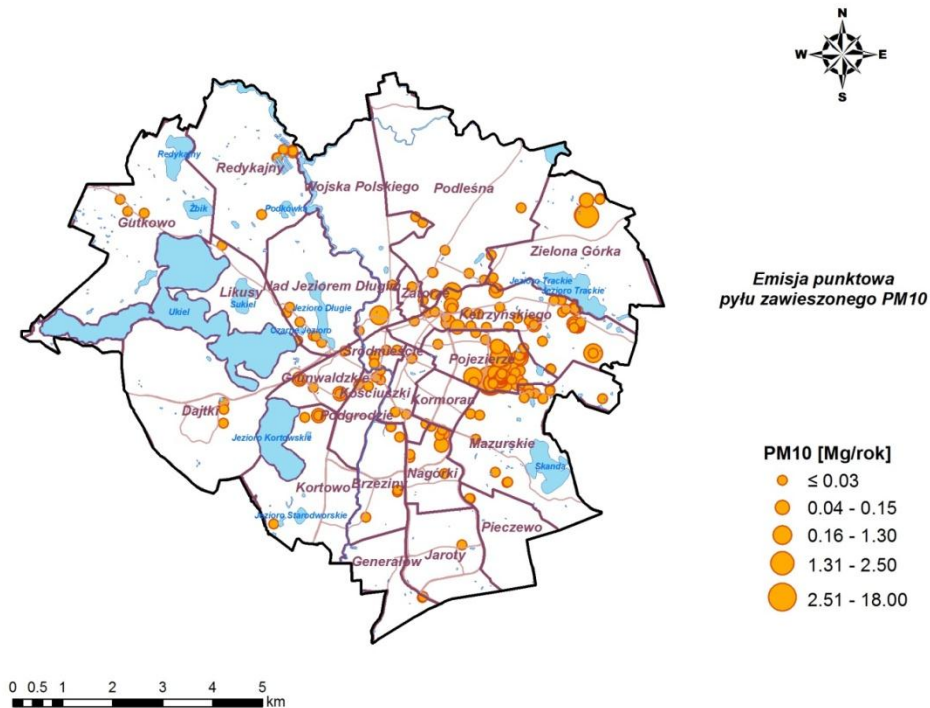 N
W E
S
Redykajny
Redykajny
Wojska Polskiego
Podleśna
Żbik
Podkówka
Gutkowo
Zielona Górka
Emisja punktowa
pyłu zawieszonego PM10
Jezioro Trackie
Jezioro Trackie
Nad Jeziorem Długim
Likusy
Sukiel
Zatorze
Jezioro Długie
Ukiel
Kętrzyńskiego
Czarne Jezioro
Śródmieście
Pojezierze
Grunwaldzkie
Kościuszki
Kormoran
Dajtki
Podgrodzie
Jezioro Kortowskie
Mazurskie
PM10 [Mg/rok]
Skanda
Nagórki
≤ 0.03
Kortowo
Brzeziny
0.04 - 0.15
Jezioro Starodworskie
Pieczewo
0.16 - 1.30
Generałów
Jaroty
1.31 - 2.50
2.51 - 18.00
0 0.5 1 2 3 4 5
km